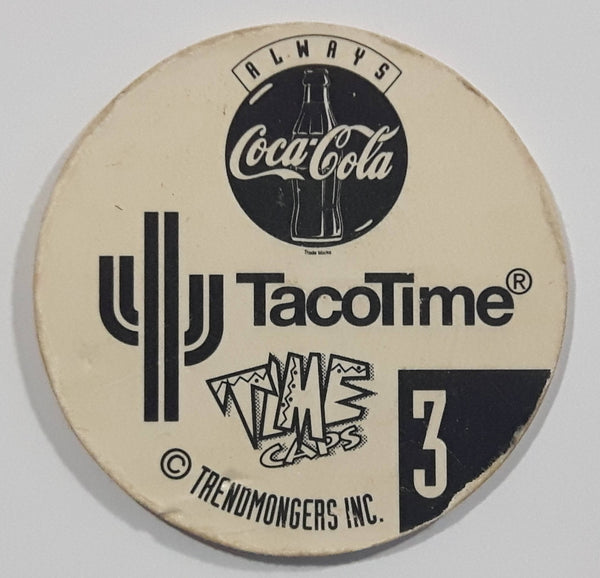 ALWAYS
Coca-Cola
Trade marks
TacoTime®
TIME
CAPS
3
© TRENDMONGERS INC.